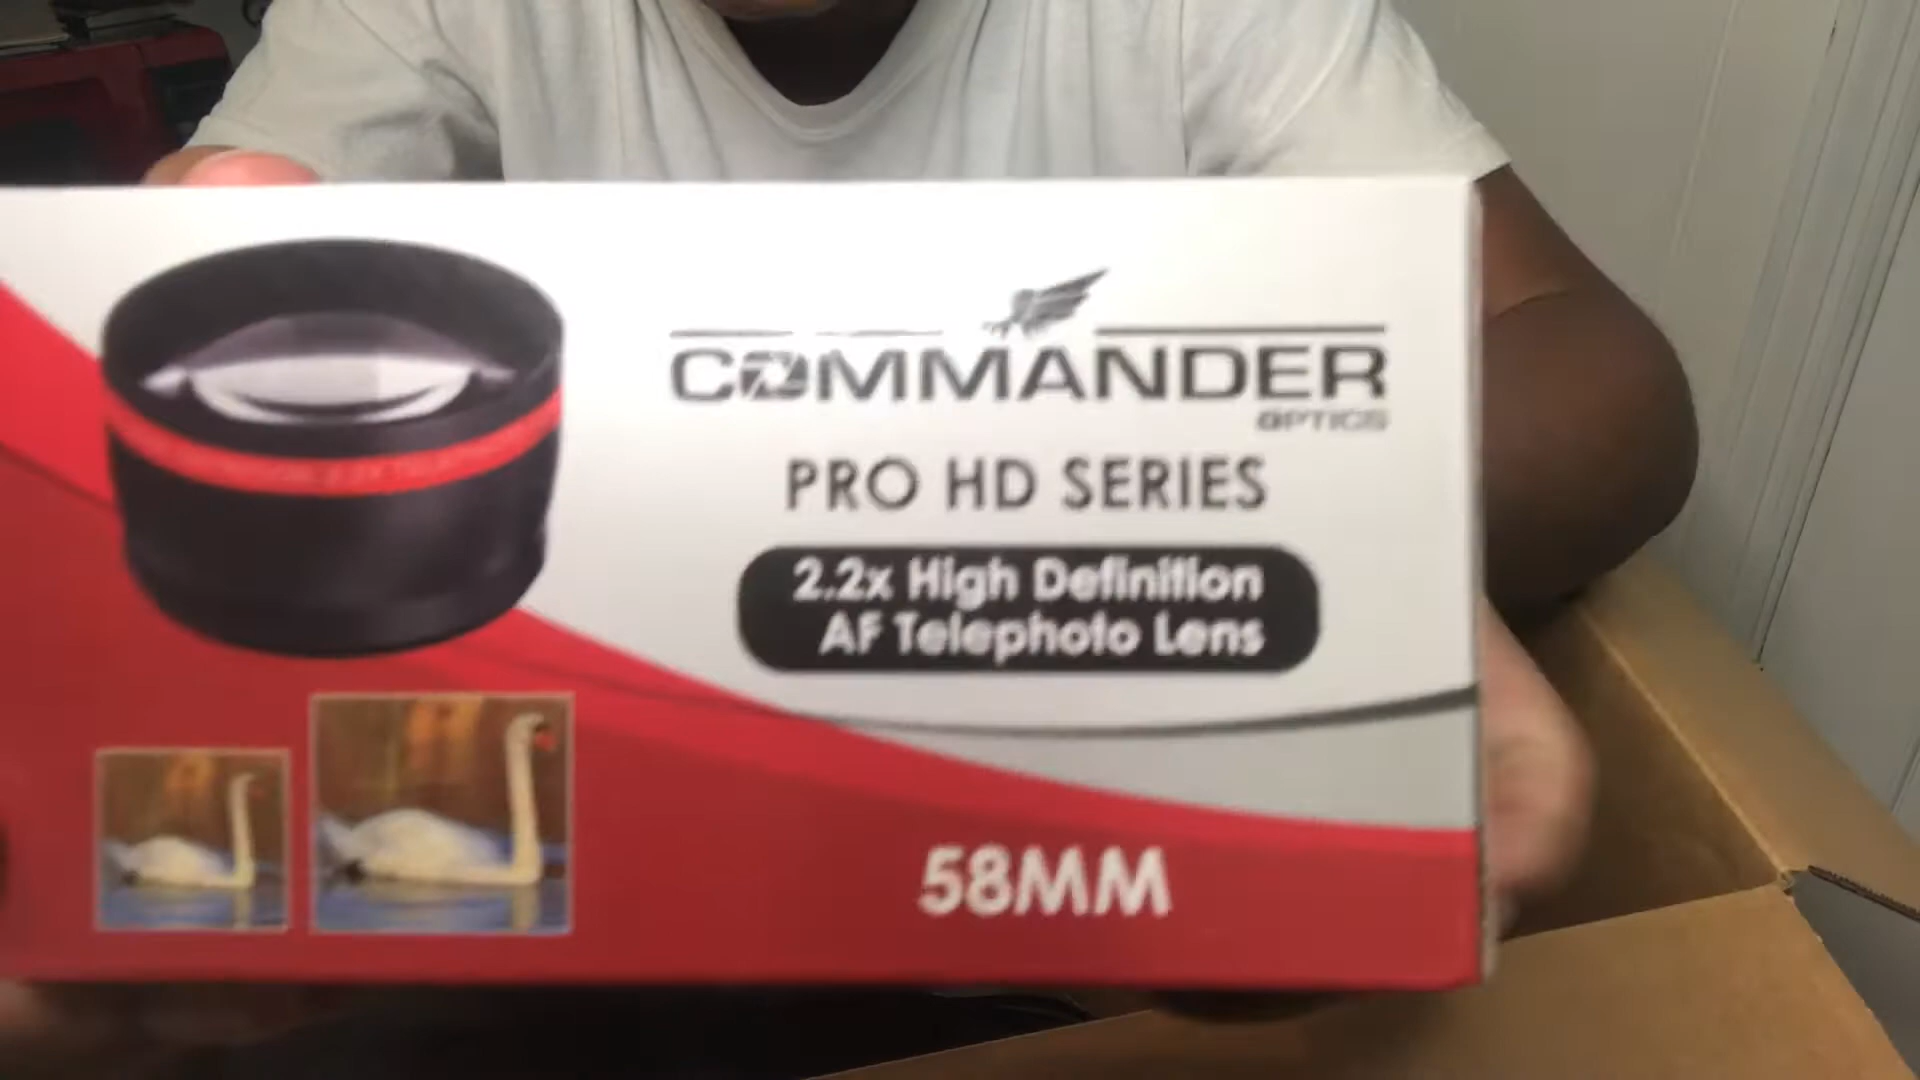 COMMANDER
OPTICS
PRO HD SERIES
2.2x High Definition
AF Telephoto Lens
58MM